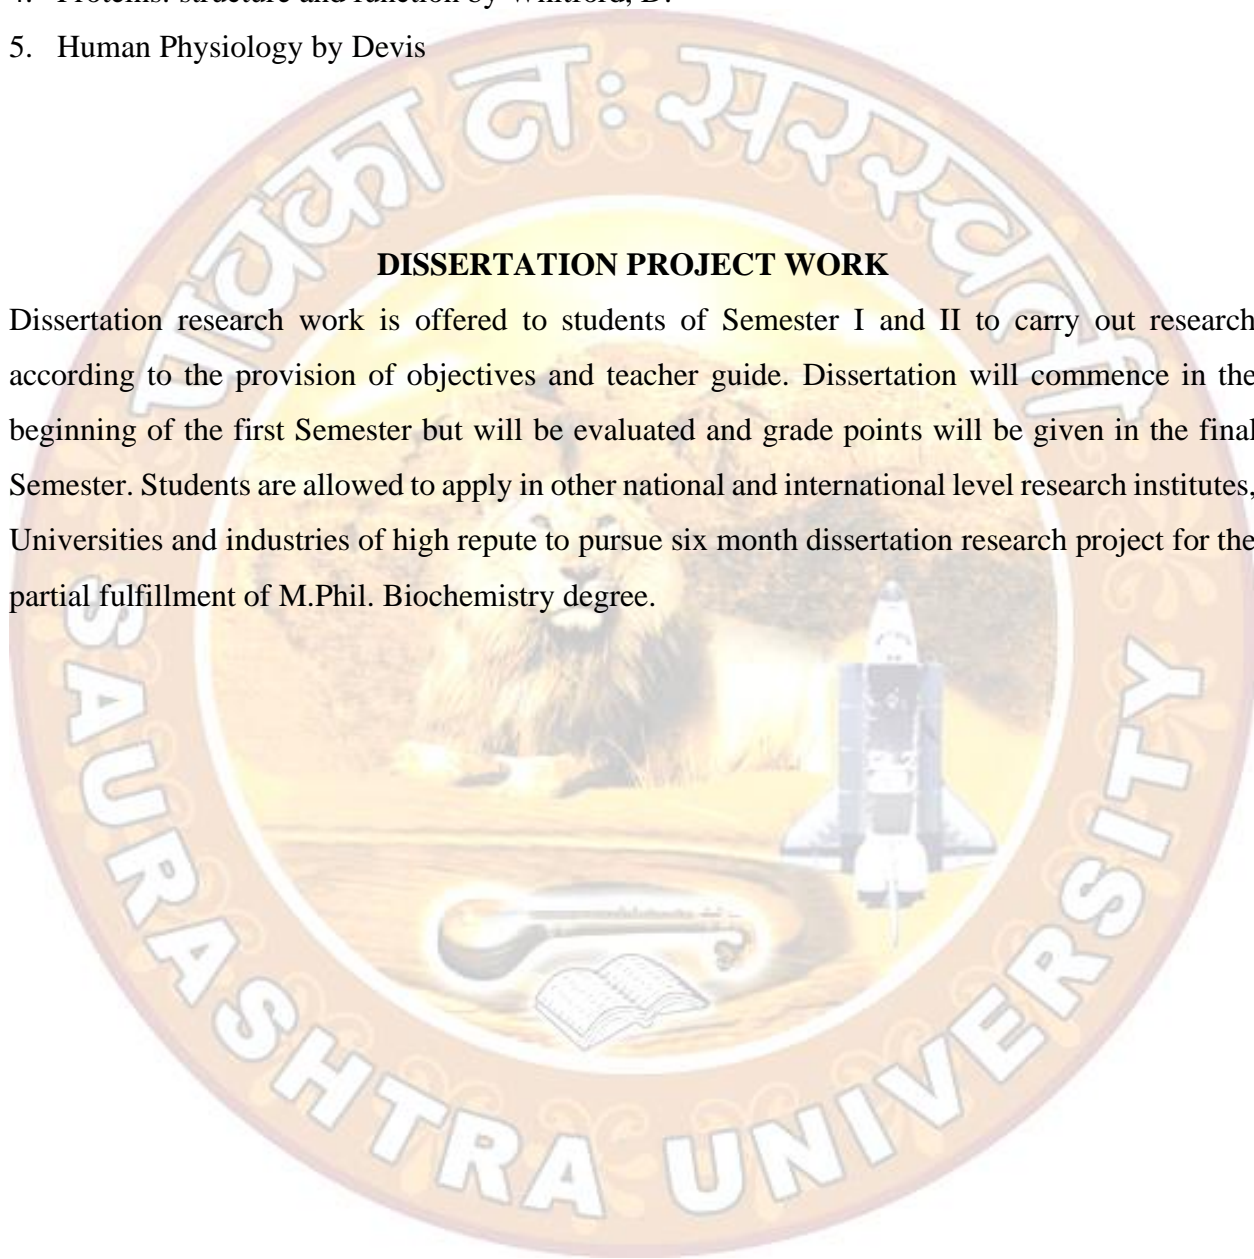 4. Proteins: structure and function by Whitford, D.
5. Human Physiology by Devis
पावका नः सरस्वती
DISSERTATION PROJECT WORK
Dissertation research work is offered to students of Semester I and II to carry out research
according to the provision of objectives and teacher guide. Dissertation will commence in the
beginning of the first Semester but will be evaluated and grade points will be given in the final
Semester. Students are allowed to apply in other national and international level research institutes,
Universities and industries of high repute to pursue six month dissertation research project for the
partial fulfillment of M.Phil. Biochemistry degree.
SAURASHTRA UNIVERSITY